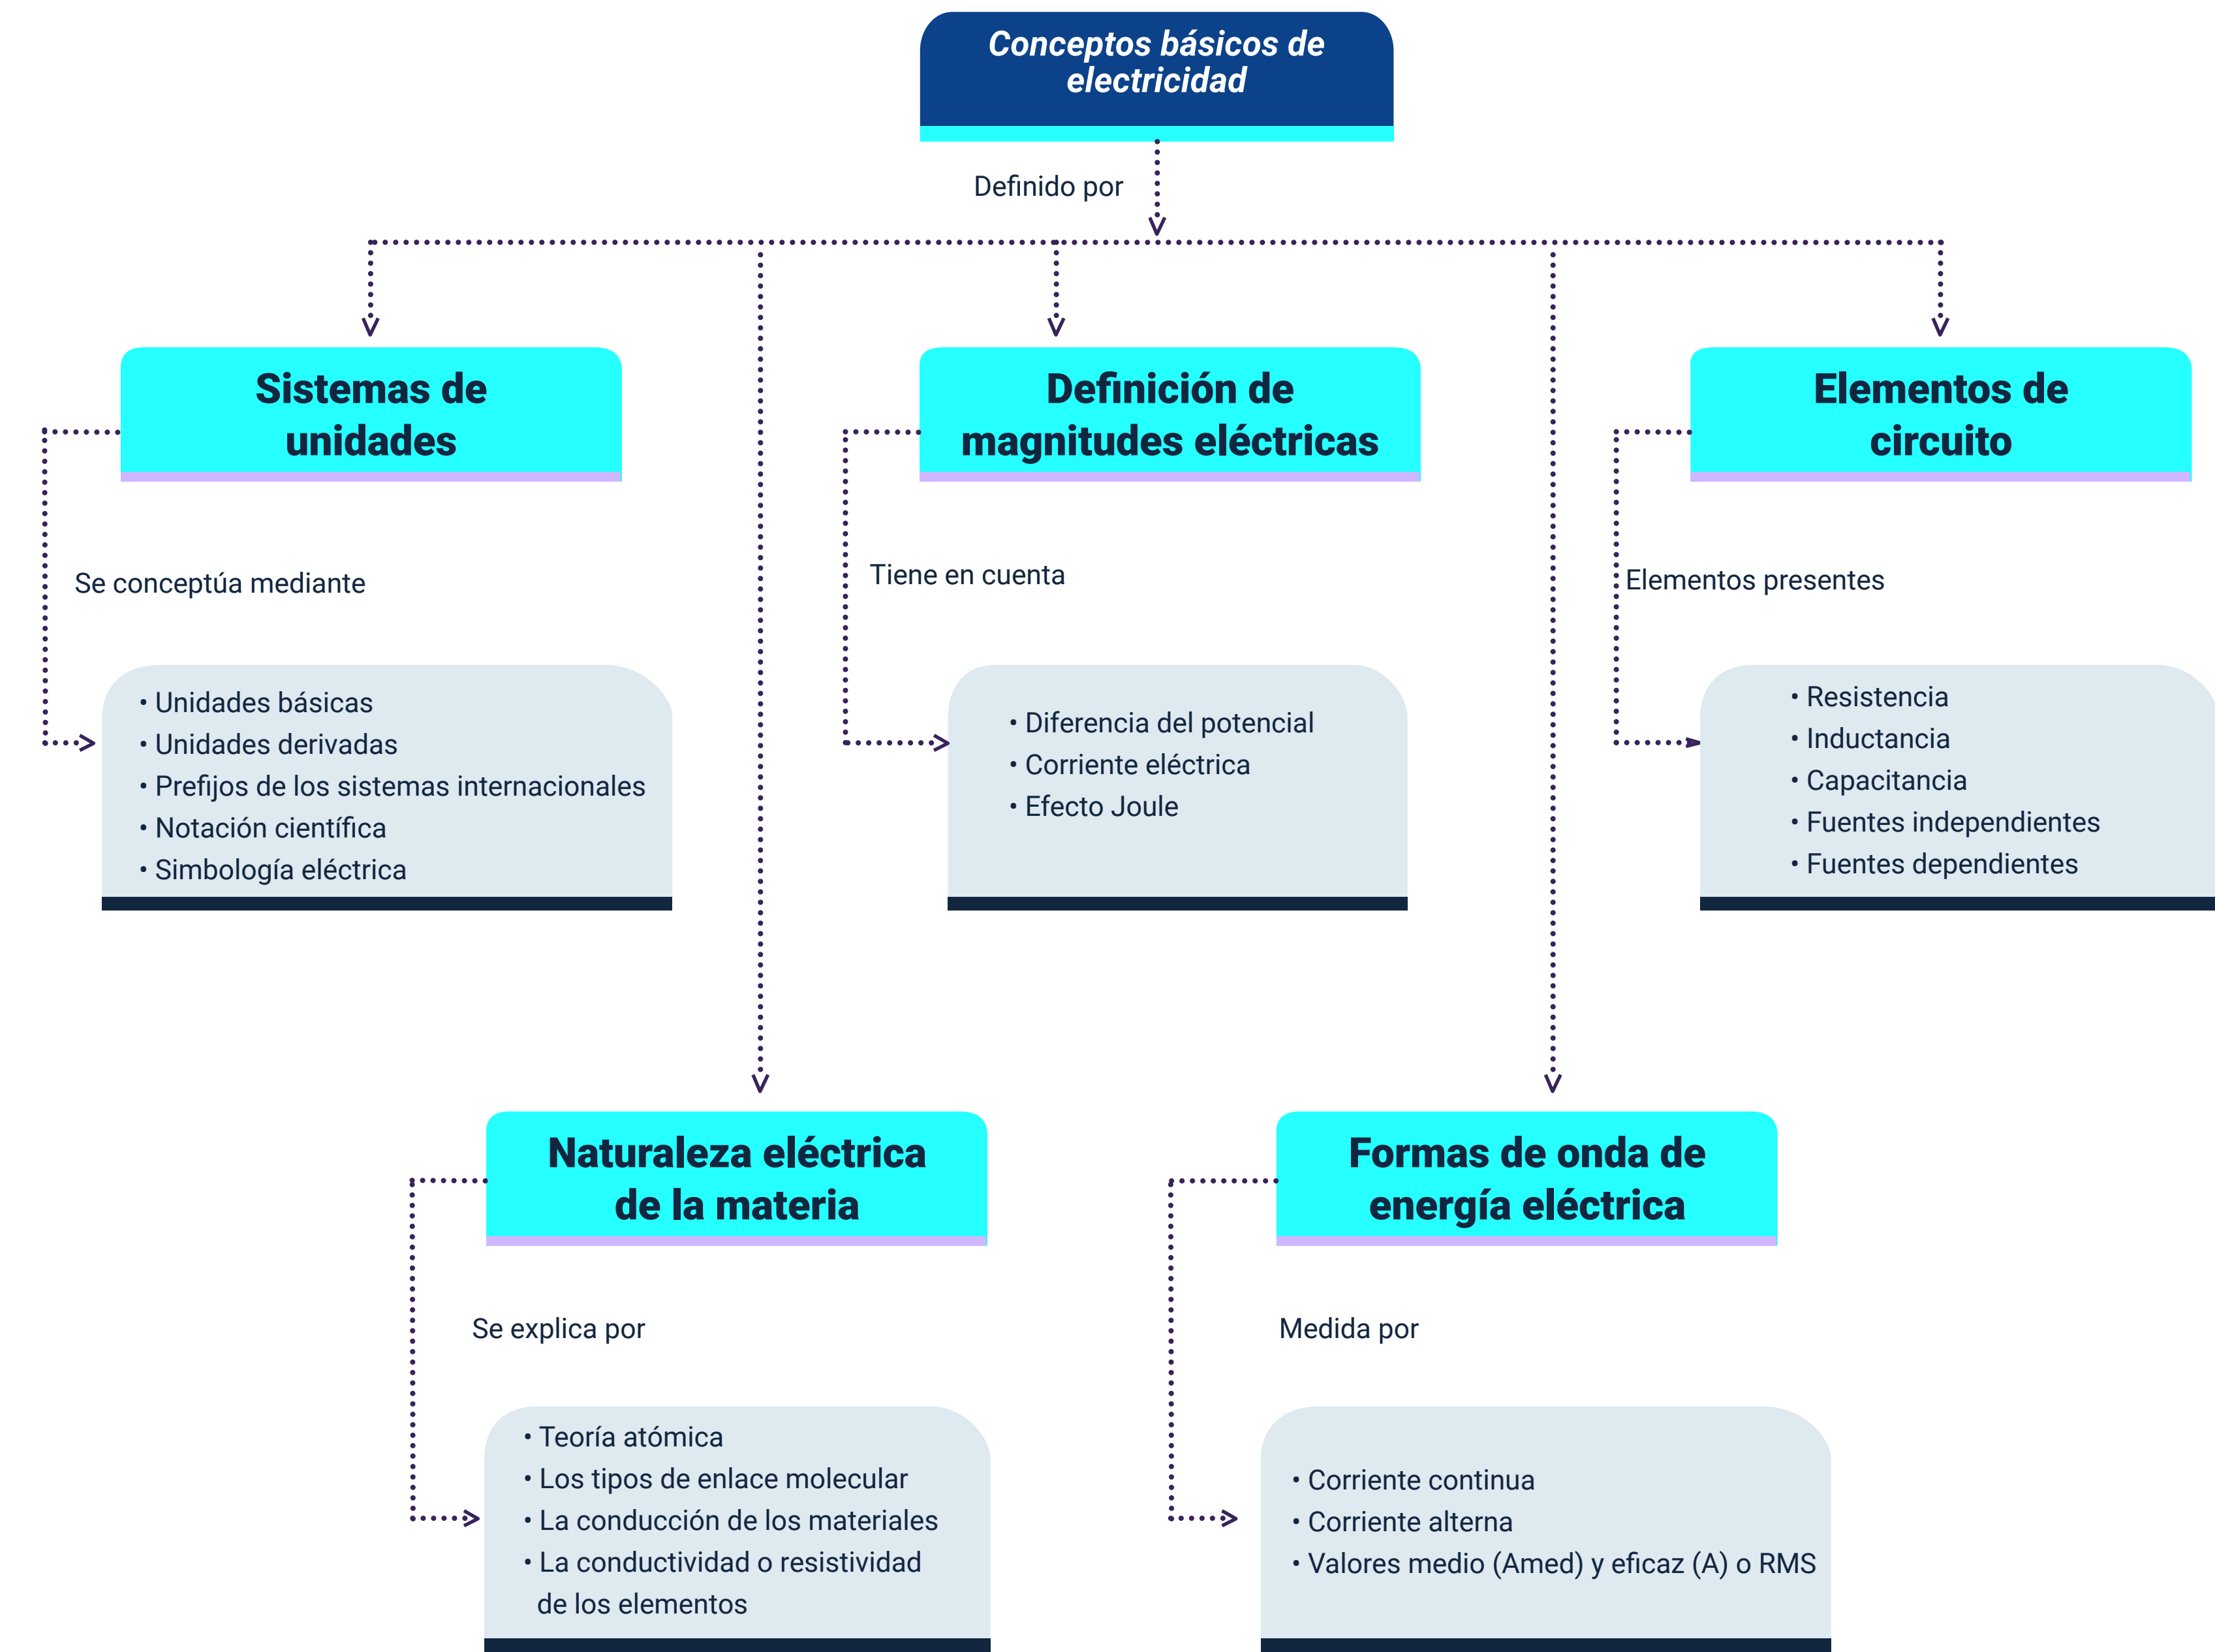 Conceptos básicos de
electricidad
Definido por
Sistemas de
unidades
Se conceptúa mediante
• Unidades básicas
• Unidades derivadas
• Prefijos de los sistemas internacionales
• Notación científica
• Simbología eléctrica
Definición de
magnitudes eléctricas
Tiene en cuenta
• Diferencia del potencial
• Corriente eléctrica
• Efecto Joule
Elementos de
circuito
Elementos presentes
• Resistencia
• Inductancia
• Capacitancia
• Fuentes independientes
• Fuentes dependientes
Naturaleza eléctrica
de la materia
Se explica por
• Teoría atómica
• Los tipos de enlace molecular
• La conducción de los materiales
• La conductividad o resistividad
de los elementos
Formas de onda de
energía eléctrica
Medida por
• Corriente continua
• Corriente alterna
• Valores medio (Amed) y eficaz (A) o RMS